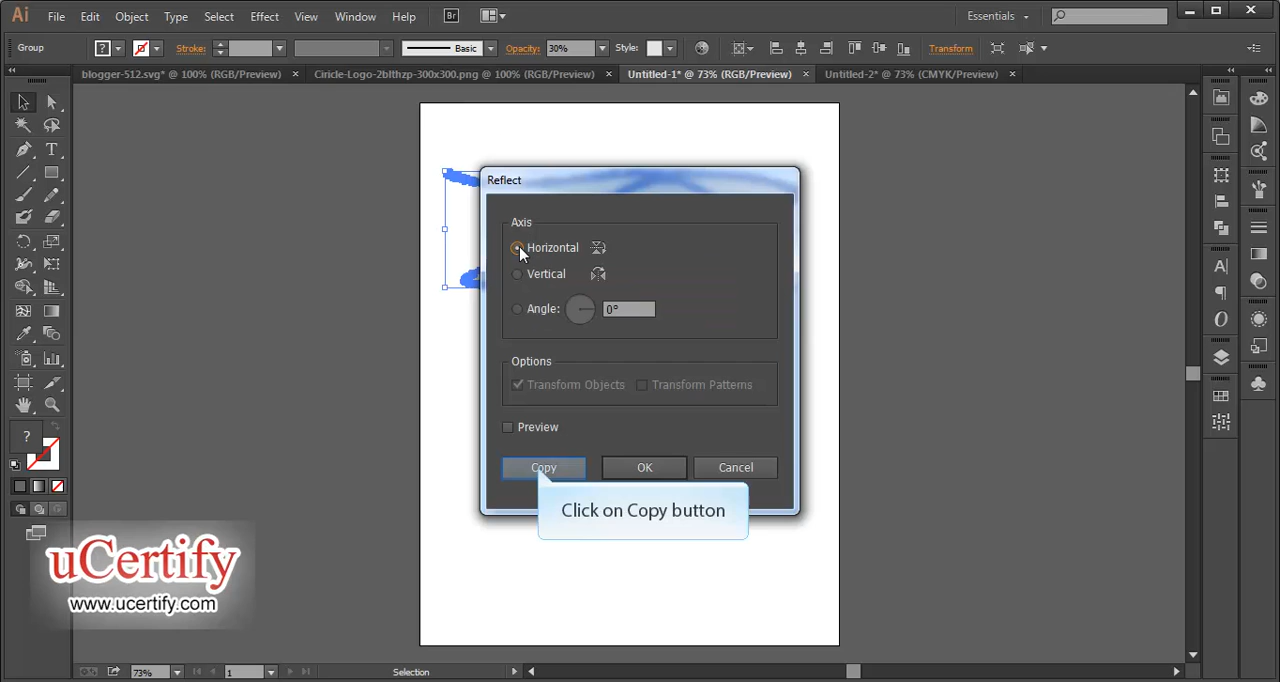 Ai File Edit Object Type Select Effect View Window Help Br Essentials
Group ? Stroke: Basic Opacity: 30% Style: Transform
blogger-512.svg* @ 100% (RGB/Preview) × Ciricle-Logo-2blthzp-300x300.png @ 100% (RGB/Preview) × Untitled-1* @ 73% (RGB/Preview) × Untitled-2* @ 73% (CMYK/Preview) ×
Reflect
Axis
Horizontal
Vertical
Angle: 0°
Options
Transform Objects Transform Patterns
Preview
Copy OK Cancel
Click on Copy button
?
uCertify
www.ucertify.com
73% 1 Selection